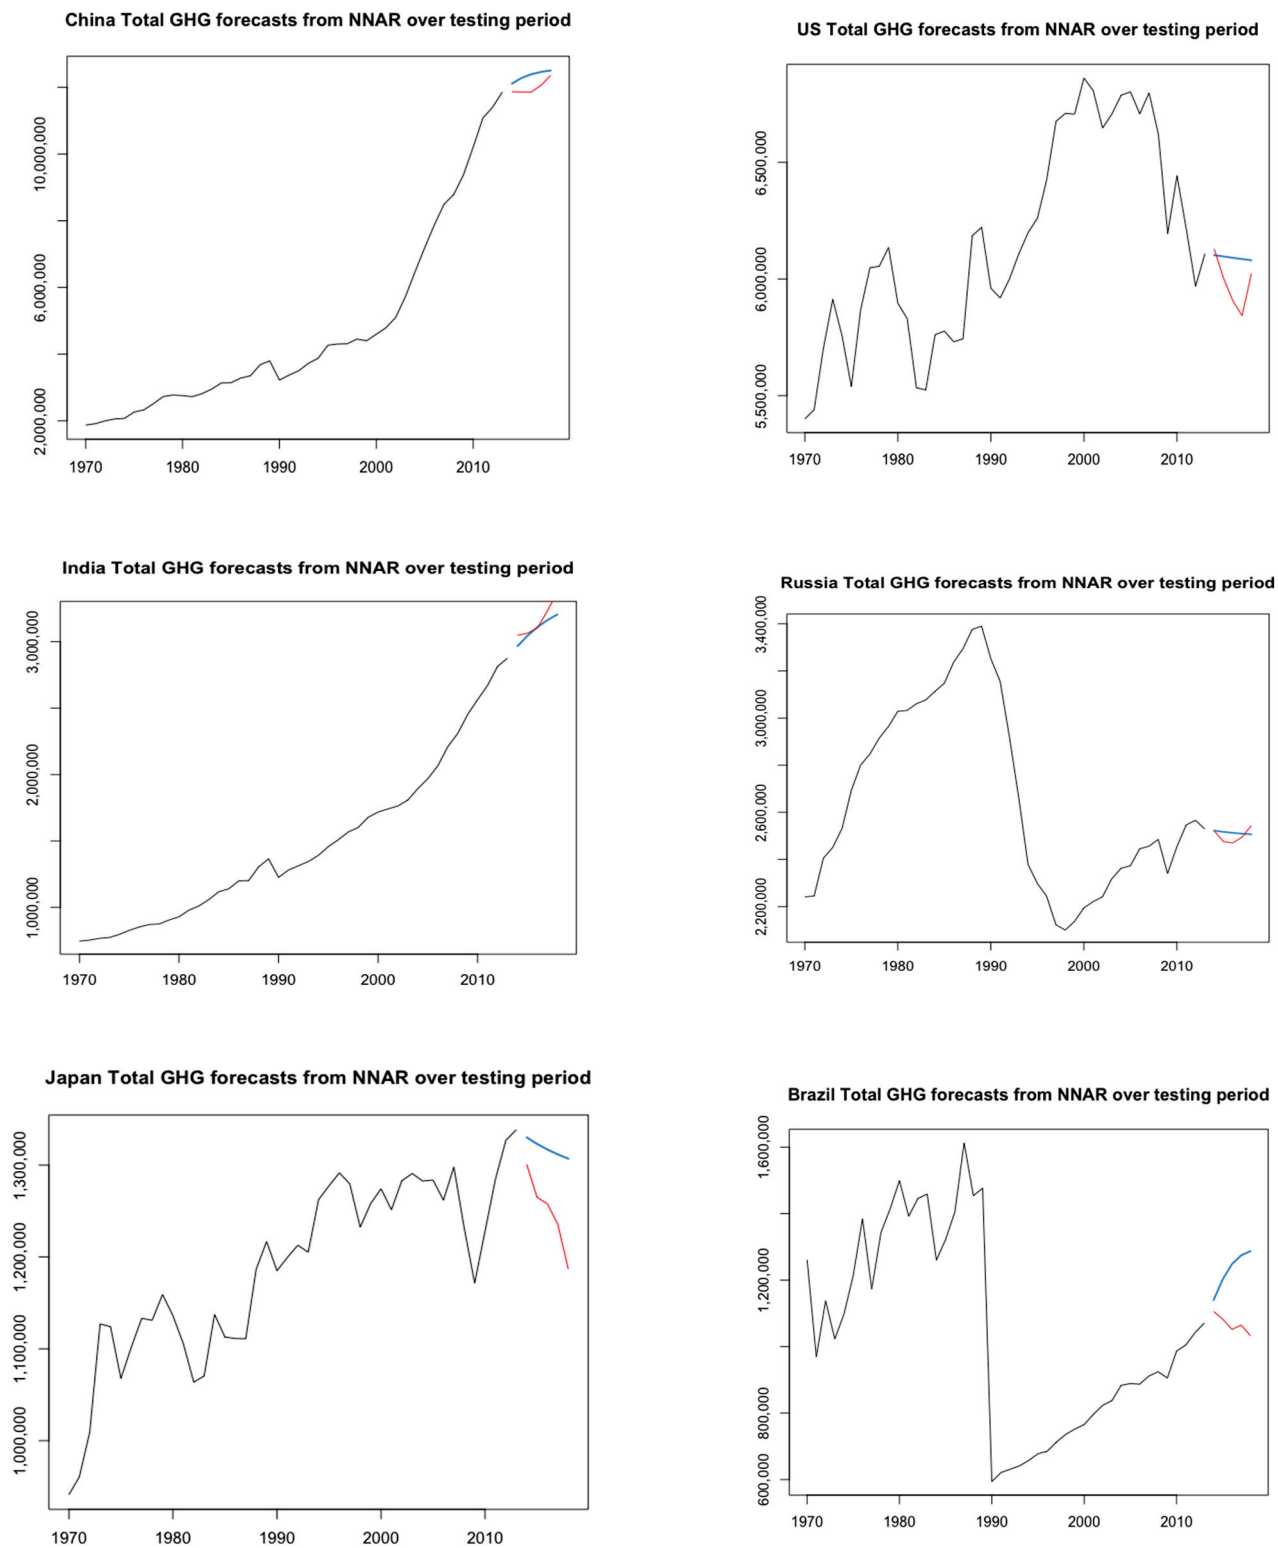 China Total GHG forecasts from NNAR over testing period
10,000,000
6,000,000
2,000,000
1970 1980 1990 2000 2010
US Total GHG forecasts from NNAR over testing period
6,500,000
6,000,000
5,500,000
1970 1980 1990 2000 2010
India Total GHG forecasts from NNAR over testing period
3,000,000
2,000,000
1,000,000
1970 1980 1990 2000 2010
Russia Total GHG forecasts from NNAR over testing period
3,400,000
3,000,000
2,600,000
2,200,000
1970 1980 1990 2000 2010
Japan Total GHG forecasts from NNAR over testing period
1,300,000
1,200,000
1,100,000
1,000,000
1970 1980 1990 2000 2010
Brazil Total GHG forecasts from NNAR over testing period
1,600,000
1,200,000
800,000
600,000
1970 1980 1990 2000 2010